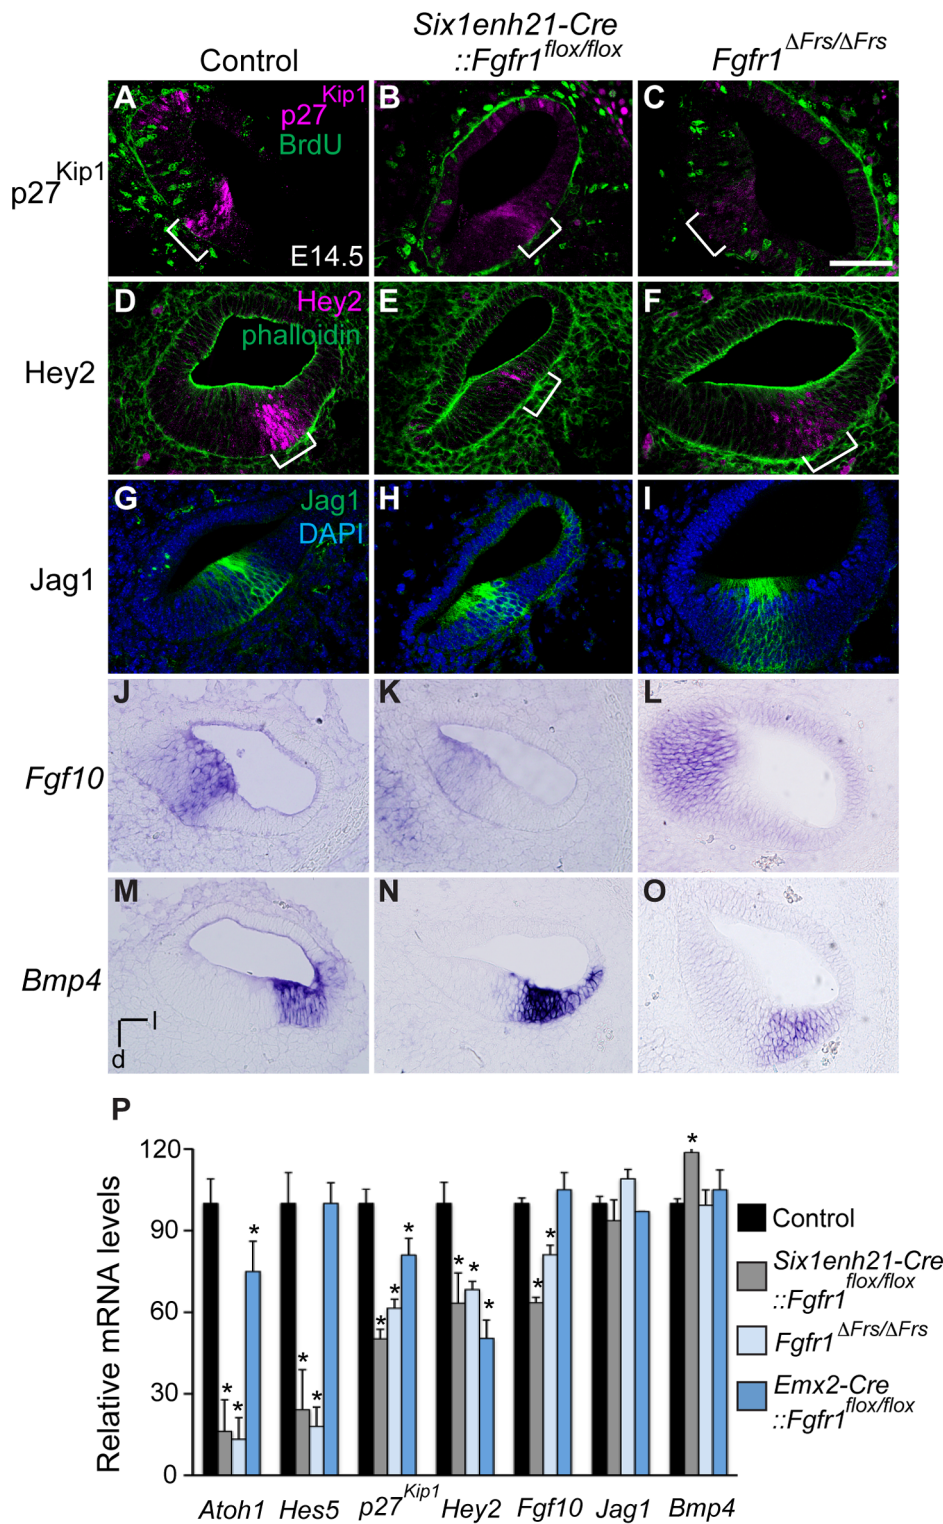 Control
Six1enh21-Cre
::Fgfr1flox/flox
Fgfr1ΔFrs/ΔFrs
p27Kip1
A
p27Kip1
BrdU
E14.5
B
C
Hey2
D
Hey2
phalloidin
E
F
Jag1
G
Jag1
DAPI
H
I
Fgf10
J
K
L
Bmp4
M
l
d
N
O
P
Relative mRNA levels
120
90
60
30
0
* * *
* *
* * *
* * *
* *
*
Atoh1 Hes5 p27Kip1 Hey2 Fgf10 Jag1 Bmp4
Control
Six1enh21-Cre
::Fgfr1flox/flox
Fgfr1ΔFrs/ΔFrs
Emx2-Cre
::Fgfr1flox/flox